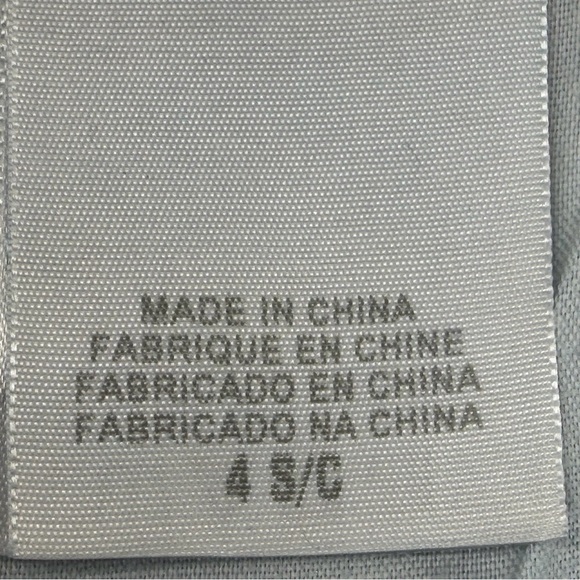 MADE IN CHINA
FABRIQUE EN CHINE
FABRICADO EN CHINA
FABRICADO NA CHINA
4 S/C